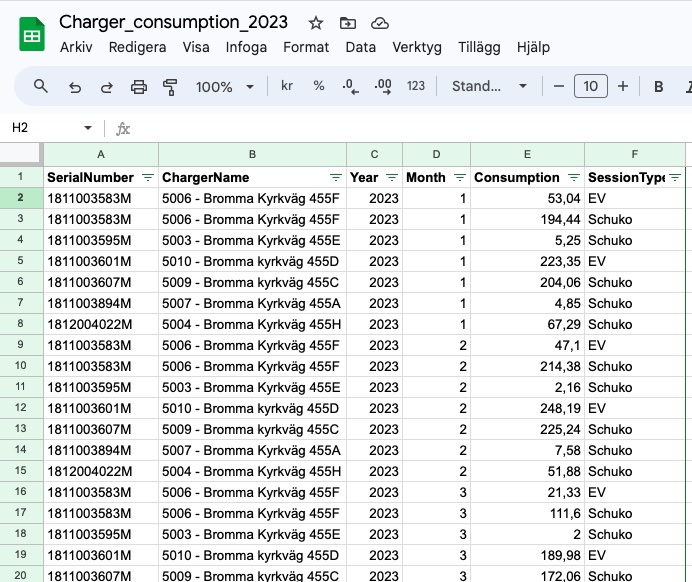 Charger_consumption_2023
Arkiv Redigera Visa Infoga Format Data Verktyg Tillägg Hjälp
100% kr % .0 .00 123 Stand... 10 B I
H2 fx
A B C D E F
1 SerialNumber ChargerName Year Month Consumption SessionType
2 1811003583M 5006 - Bromma Kyrkväg 455F 2023 1 53,04 EV
3 1811003583M 5006 - Bromma Kyrkväg 455F 2023 1 194,44 Schuko
4 1811003595M 5003 - Bromma Kyrkväg 455E 2023 1 5,25 Schuko
5 1811003601M 5010 - Bromma kyrkväg 455D 2023 1 223,35 EV
6 1811003607M 5009 - Bromma kyrkväg 455C 2023 1 204,06 Schuko
7 1811003894M 5007 - Bromma Kyrkväg 455A 2023 1 4,85 Schuko
8 1812004022M 5004 - Bromma Kyrkväg 455H 2023 1 67,29 Schuko
9 1811003583M 5006 - Bromma Kyrkväg 455F 2023 2 47,1 EV
10 1811003583M 5006 - Bromma Kyrkväg 455F 2023 2 214,38 Schuko
11 1811003595M 5003 - Bromma Kyrkväg 455E 2023 2 2,16 Schuko
12 1811003601M 5010 - Bromma kyrkväg 455D 2023 2 248,19 EV
13 1811003607M 5009 - Bromma kyrkväg 455C 2023 2 225,24 Schuko
14 1811003894M 5007 - Bromma Kyrkväg 455A 2023 2 7,58 Schuko
15 1812004022M 5004 - Bromma Kyrkväg 455H 2023 2 51,88 Schuko
16 1811003583M 5006 - Bromma Kyrkväg 455F 2023 3 21,33 EV
17 1811003583M 5006 - Bromma Kyrkväg 455F 2023 3 111,6 Schuko
18 1811003595M 5003 - Bromma Kyrkväg 455E 2023 3 2 Schuko
19 1811003601M 5010 - Bromma kyrkväg 455D 2023 3 189,98 EV
20 1811003607M 5009 - Bromma kyrkväg 455C 2023 3 172,06 Schuko